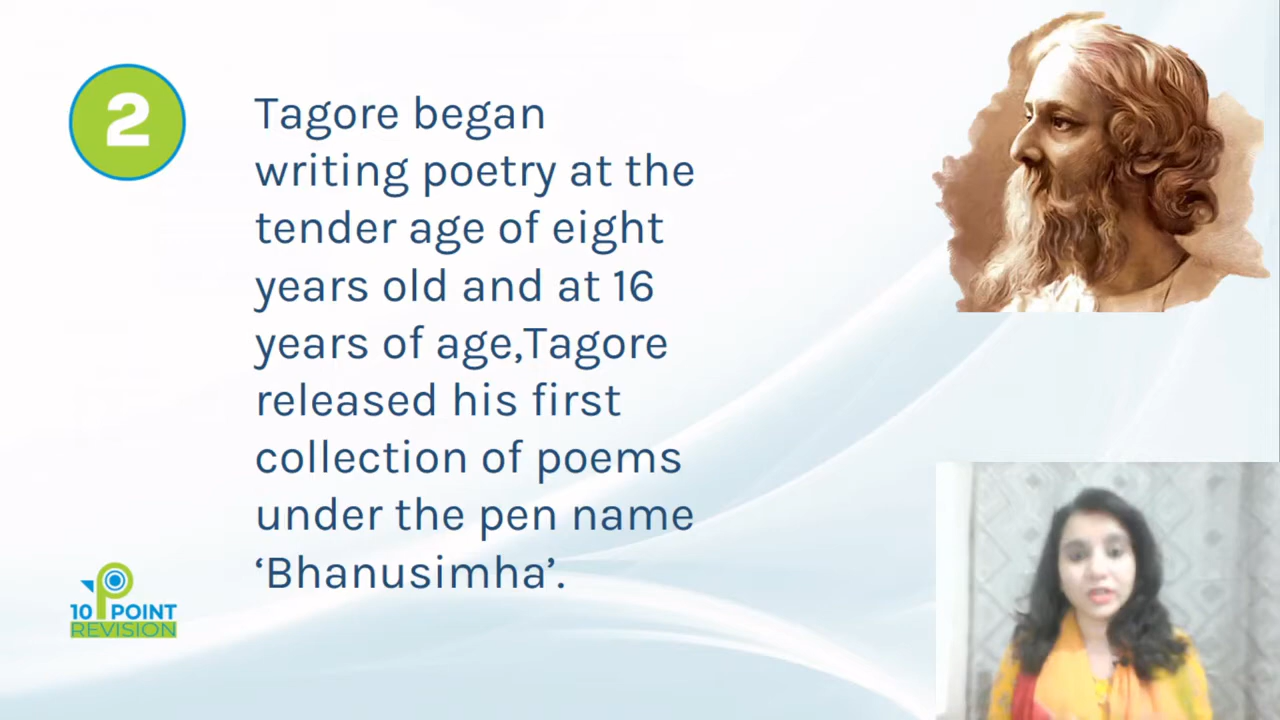 2
Tagore began
writing poetry at the
tender age of eight
years old and at 16
years of age,Tagore
released his first
collection of poems
under the pen name
‘Bhanusimha’.
10 POINT
REVISION